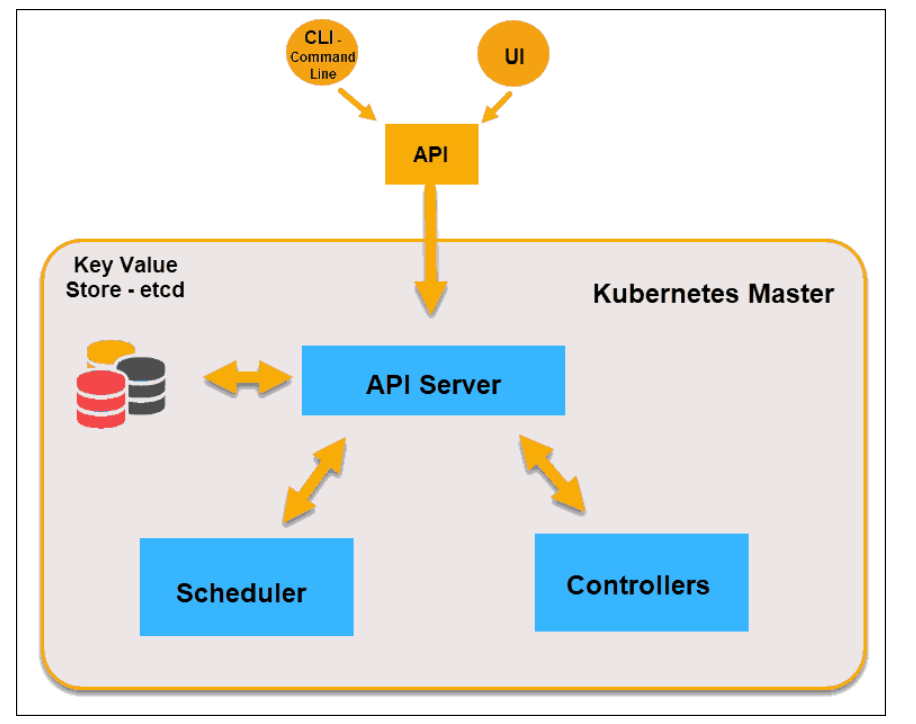 CLI -
Command
Line
UI
API
Key Value
Store - etcd
Kubernetes Master
API Server
Scheduler
Controllers